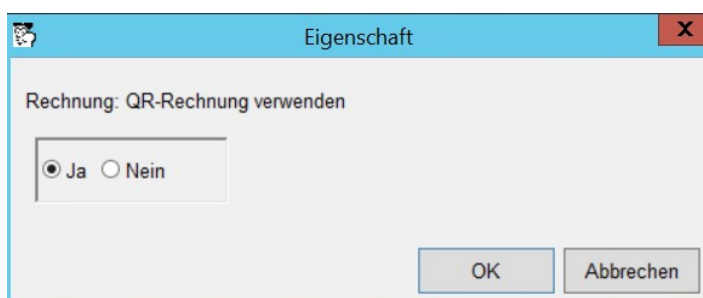 Eigenschaft
X
Rechnung: QR-Rechnung verwenden
Ja Nein
OK Abbrechen